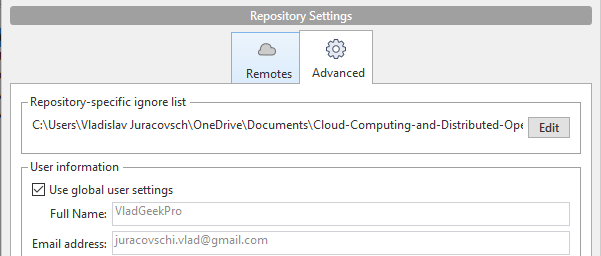 Repository Settings
Remotes
Advanced
Repository-specific ignore list
C:\Users\Vladislav Juracovsch\OneDrive\Documents\Cloud-Computing-and-Distributed-Ope
Edit
User information
Use global user settings
Full Name: VladGeekPro
Email address: juracovschi.vlad@gmail.com